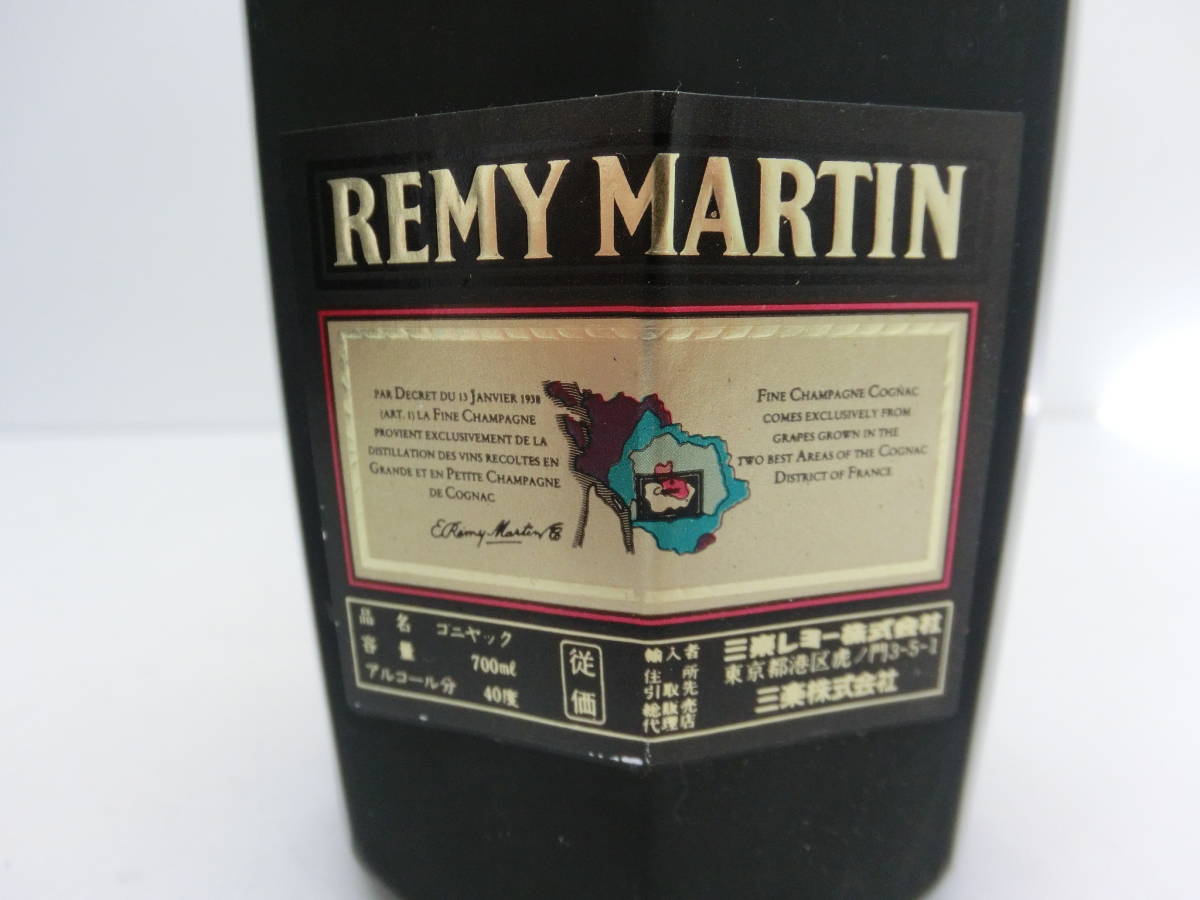 REMY MARTIN
PAR DECRET DU 13 JANVIER 1938
(ART. 1) LA FINE CHAMPAGNE
PROVIENT EXCLUSIVEMENT DE LA
DISTILLATION DES VINS RECOLTES EN
GRANDE ET EN PETITE CHAMPAGNE
DE COGNAC
E. Rémy Martin & Co
FINE CHAMPAGNE COGNAC
COMES EXCLUSIVELY FROM
GRAPES GROWN IN THE
TWO BEST AREAS OF THE COGNAC
DISTRICT OF FRANCE
品名 コニヤック
容量 700ml
アルコール分 40度
従価
輸入者 三楽レミー株式会社
住所 東京都港区虎ノ門3-5-1
引取先
総販売 三楽株式会社
代理店